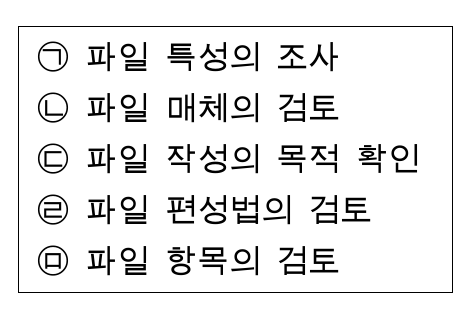 ㉠ 파일 특성의 조사
㉡ 파일 매체의 검토
㉢ 파일 작성의 목적 확인
㉣ 파일 편성법의 검토
㉤ 파일 항목의 검토